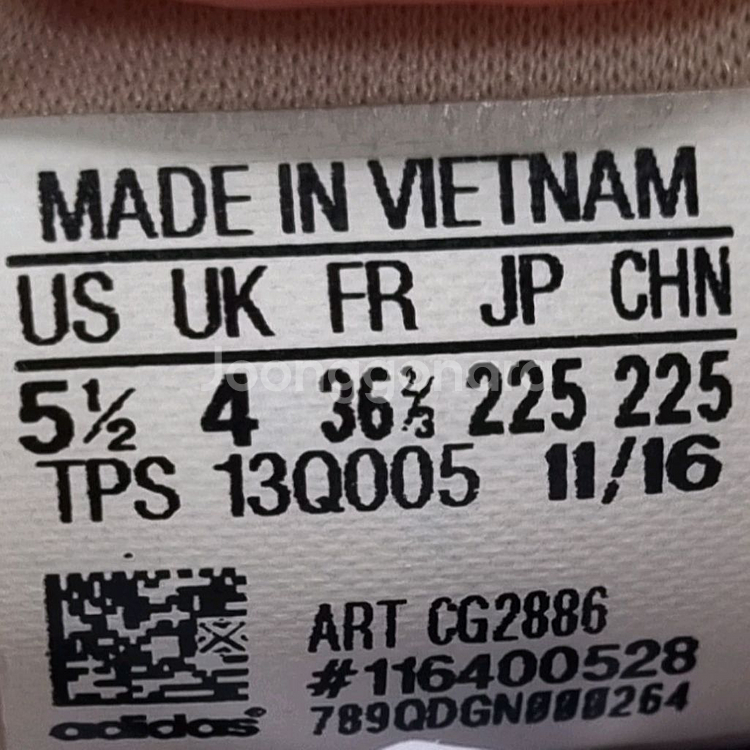 MADE IN VIETNAM
US UK FR JP CHN
5½ 4 36⅔ 225 225
Joonggonara
TPS 13Q005 11/16
ART CG2886
#116400528
adidas 789QDGN000264